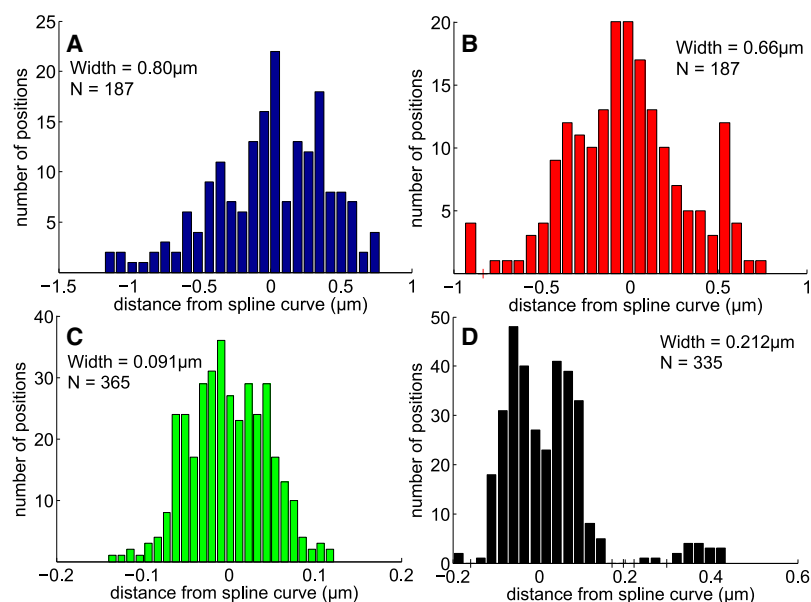 A
Width = 0.80µm
N = 187
number of positions
25
20
15
10
5
−1.5 −1 −0.5 0 0.5 1
distance from spline curve (µm)
B
Width = 0.66µm
N = 187
number of positions
20
15
10
5
−1 −0.5 0 0.5 1
distance from spline curve (µm)
C
Width = 0.091µm
N = 365
number of positions
40
30
20
10
0
−0.2 −0.1 0 0.1 0.2
distance from spline curve (µm)
D
Width = 0.212µm
N = 335
number of positions
50
40
30
20
10
0
−0.2 0 0.2 0.4 0.6
distance from spline curve (µm)